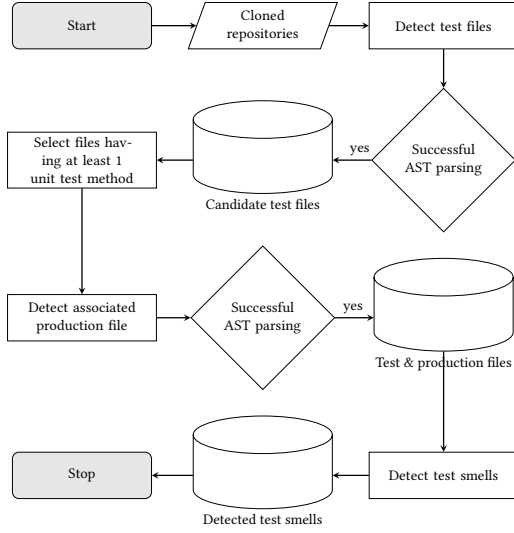 Start
Cloned
repositories
Detect test files
Successful
AST parsing
yes
Candidate test files
Select files hav-
ing at least 1
unit test method
Detect associated
production file
Successful
AST parsing
yes
Test & production files
Detect test smells
Detected test smells
Stop